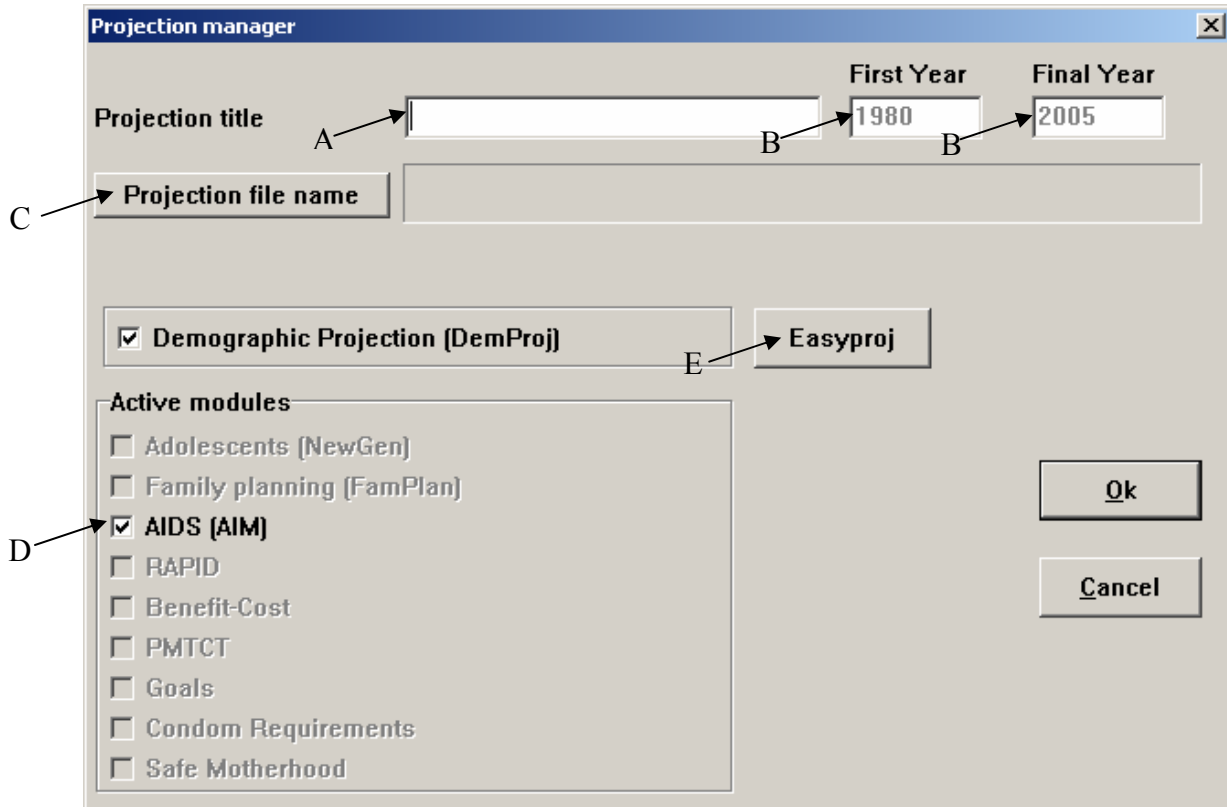 Projection manager
First Year Final Year
Projection title A B 1980 B 2005
C Projection file name
Demographic Projection (DemProj) E Easyproj
Active modules
Adolescents (NewGen)
Family planning (FamPlan)
Ok
D AIDS (AIM)
RAPID
Cancel
Benefit-Cost
PMTCT
Goals
Condom Requirements
Safe Motherhood